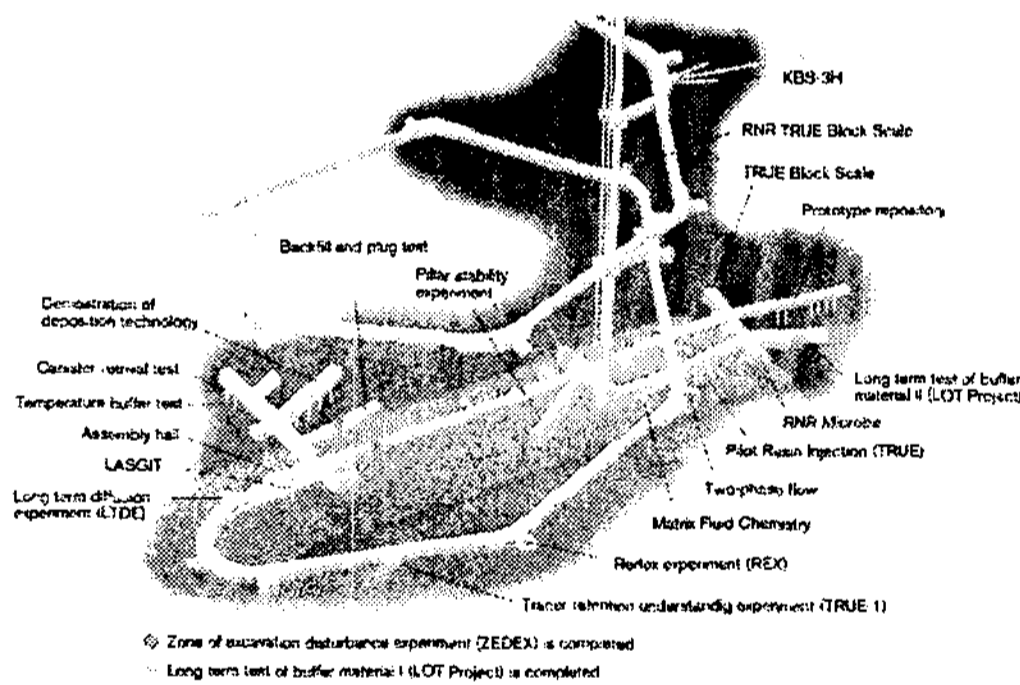 KBS-3H
RNR TRUE Block Scale
TRUE Block Scale
Prototype repository
Backfill and plug test
Pillar stability
experiment
Demostration of
deposition technology
Canister retrieval test
Temperature buffer test
Assembly hall
LASGIT
Long term diffusion
experiment (LTDE)
Long term test of buffer
material II (LOT Project)
RNR Microbe
Pilot Resin Injection (TRUE)
Two-phase flow
Matrix Fluid Chemistry
Redox experiment (REX)
Tracer retention understandig experiment (TRUE 1)
Zone of excavation disturbance experiment (ZEDEX) is completed
Long term test of buffer material I (LOT Project) is completed